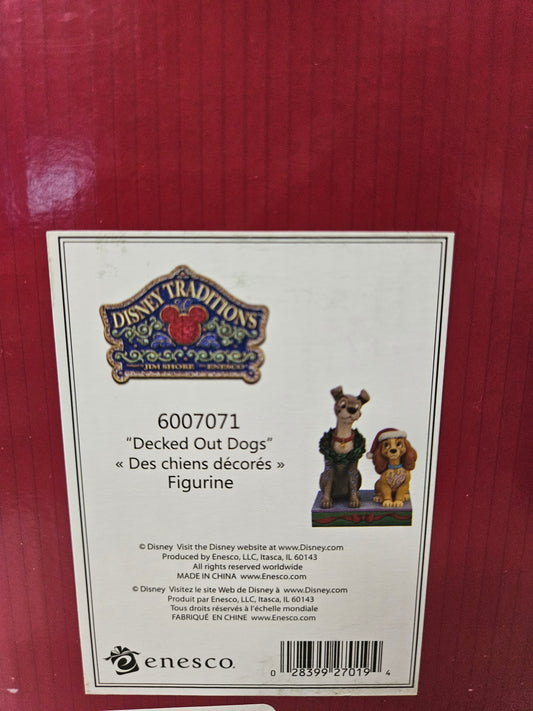 DISNEY TRADITIONS
JIM SHORE ENESCO
6007071
"Decked Out Dogs"
« Des chiens décorés »
Figurine
© Disney Visit the Disney website at www.Disney.com
Produced by Enesco, LLC, Itasca, IL 60143
All rights reserved worldwide
MADE IN CHINA www.Enesco.com
© Disney Visitez le site Web de Disney à www.Disney.com
Produit par Enesco, LLC, Itasca, IL 60143
Tous droits réservés à l'échelle mondiale
FABRIQUÉ EN CHINE www.Enesco.com
enesco.
0 28399 27019 4